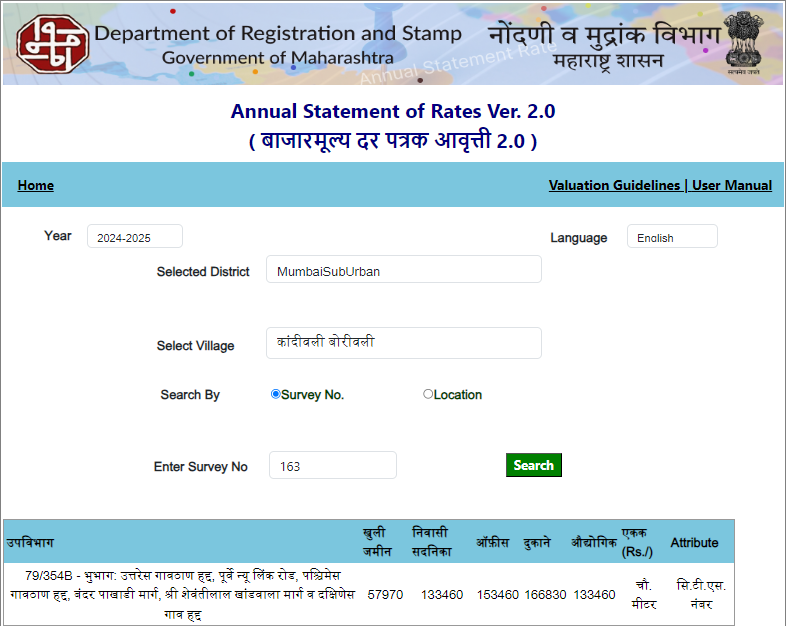 Department of Registration and Stamp
Government of Maharashtra
नोंदणी व मुद्रांक विभाग
महाराष्ट्र शासन
Annual Statement Rate
Annual Statement of Rates Ver. 2.0
( बाजारमूल्य दर पत्रक आवृत्ती 2.0 )
Home
Valuation Guidelines | User Manual
Year 2024-2025
Language English
Selected District MumbaiSubUrban
Select Village कांदीवली बोरीवली
Search By Survey No. Location
Enter Survey No 163 Search
उपविभाग खुली जमीन निवासी सदनिका ऑफ़ीस दुकाने औद्योगिक एकक (Rs./) Attribute
79/354B - भुभाग: उत्तरेस गावठाण हद्द, पूर्वे न्यू लिंक रोड, पश्चिमेस
गावठाण हद्द, बंदर पाखाडी मार्ग, श्री शेवंतीलाल खांडवाला मार्ग व दक्षिणेस
गाव हद्द
57970 133460 153460 166830 133460 चौ. मीटर सि.टी.एस. नंबर